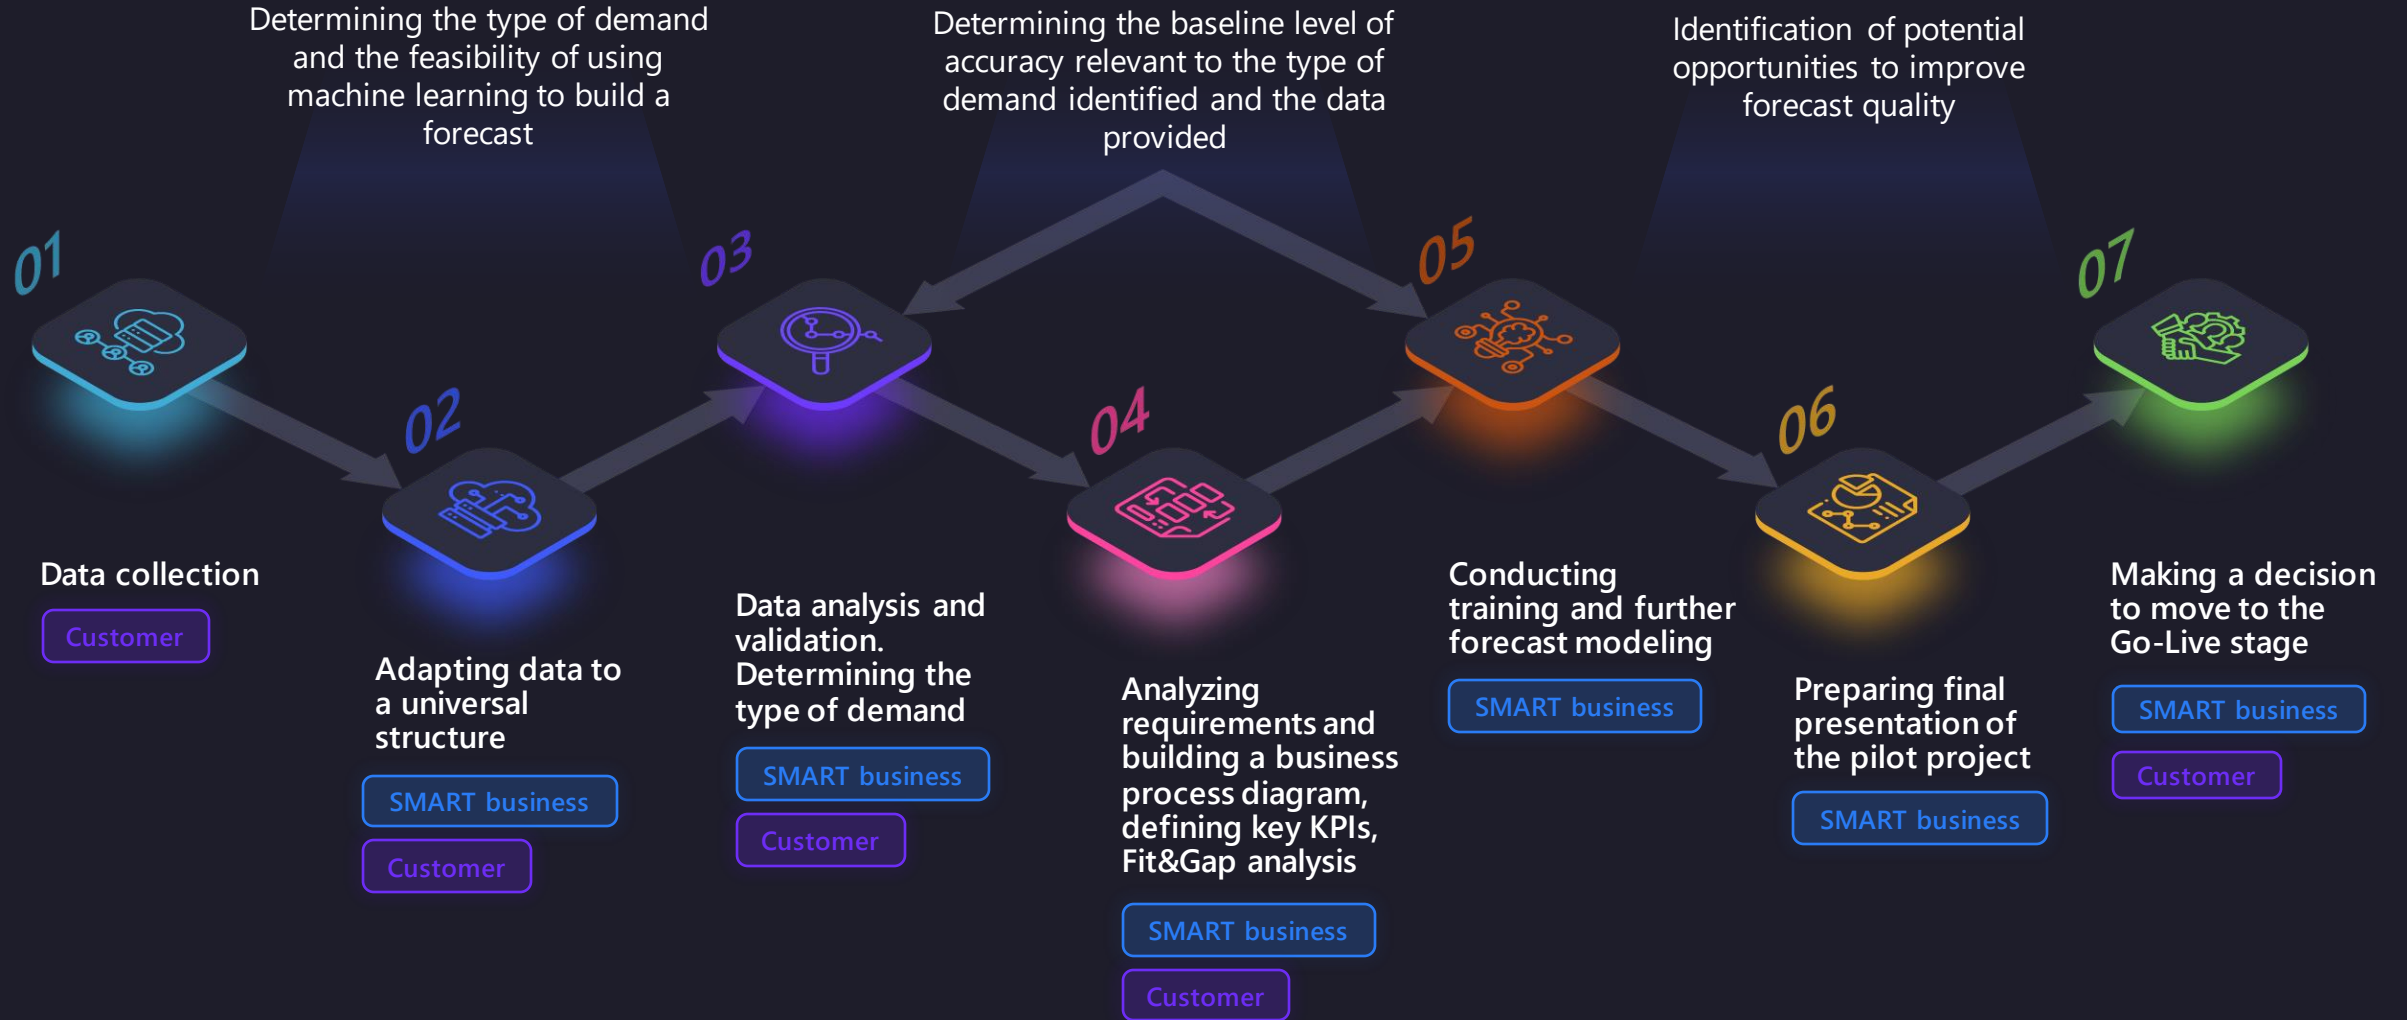 Determining the type of demand
and the feasibility of using
machine learning to build a
forecast
Determining the baseline level of
accuracy relevant to the type of
demand identified and the data
provided
Identification of potential
opportunities to improve
forecast quality
01
Data collection
Customer
02
Adapting data to
a universal
structure
SMART business
Customer
03
Data analysis and
validation.
Determining the
type of demand
SMART business
Customer
04
Analyzing
requirements and
building a business
process diagram,
defining key KPIs,
Fit&Gap analysis
SMART business
Customer
05
Conducting
training and further
forecast modeling
SMART business
06
Preparing final
presentation of
the pilot project
SMART business
07
Making a decision
to move to the
Go-Live stage
SMART business
Customer